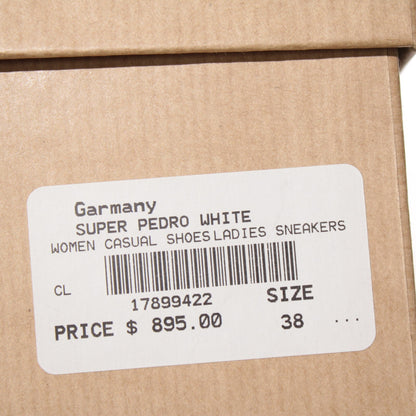 Garmany
SUPER PEDRO WHITE
WOMEN CASUAL SHOES LADIES SNEAKERS
CL
17899422
SIZE
PRICE $ 895.00
38 ...